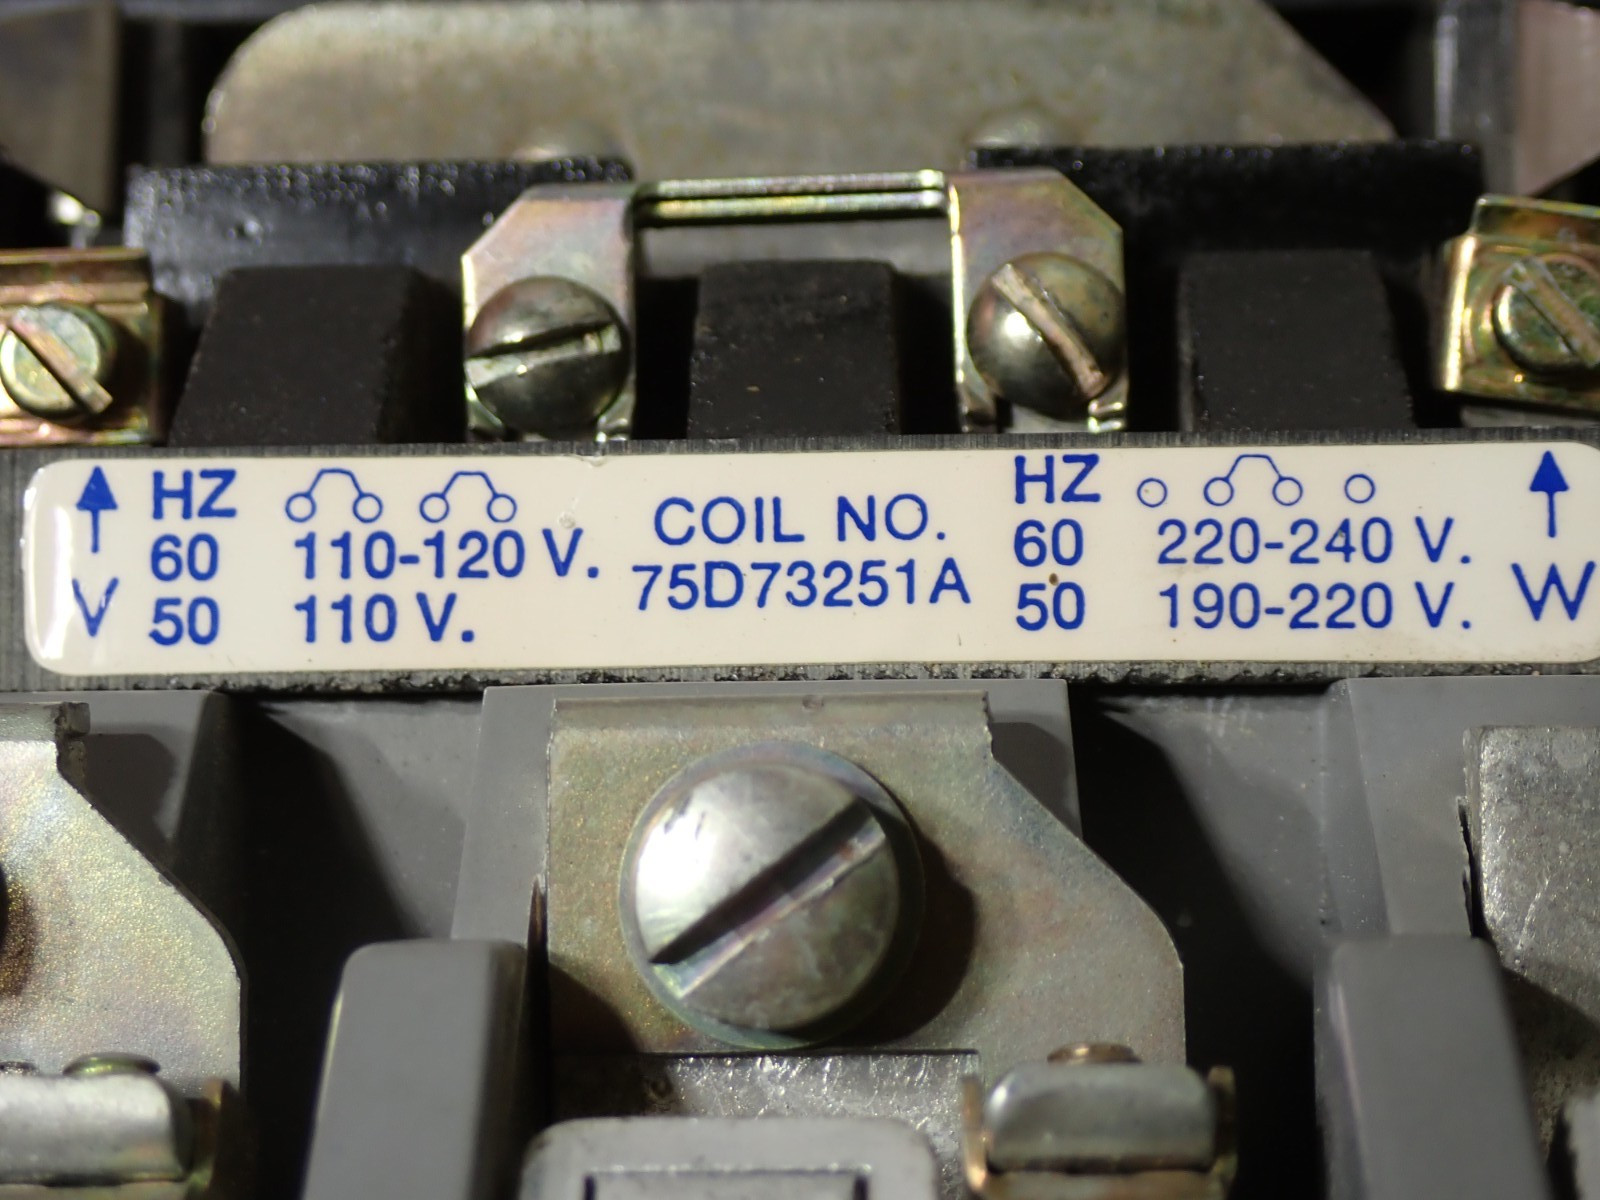 HZ
60 110-120 V.
50 110 V.
V
COIL NO.
75D73251A
HZ
60 220-240 V.
50 190-220 V.
W